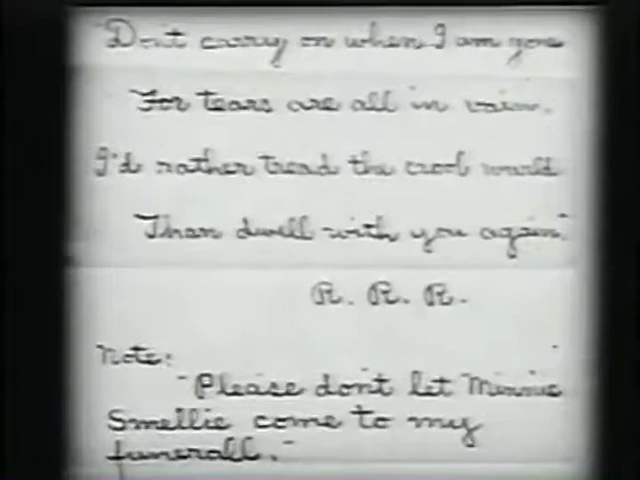 "Don't carry on when I am gone
For tears are all in vain.
I'd rather tread the crool world
Than dwell with you again."
R. R. R.
Note:
"Please don't let Minnie
Smellie come to my
funerall."